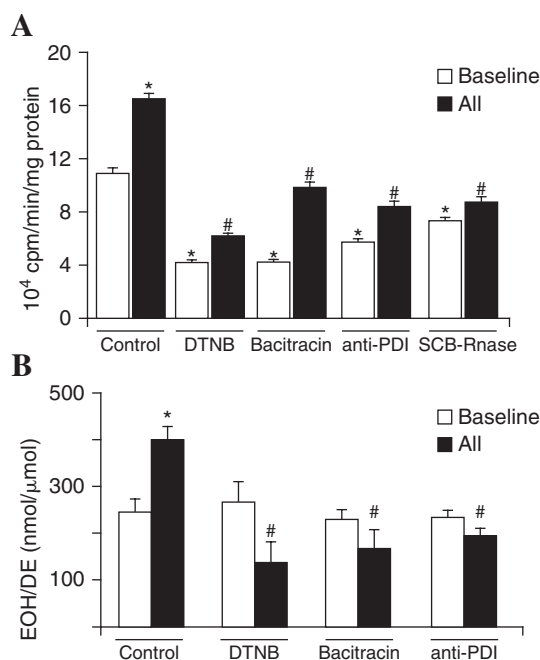 A
20
16
12
8
4
0
10⁴ cpm/min/mg protein
Baseline
All
*
* #
* #
* #
* #
Control DTNB Bacitracin anti-PDI SCB-Rnase
B
500
300
100
EOH/DE (nmol/μmol)
Baseline
All
*
#
#
#
Control DTNB Bacitracin anti-PDI